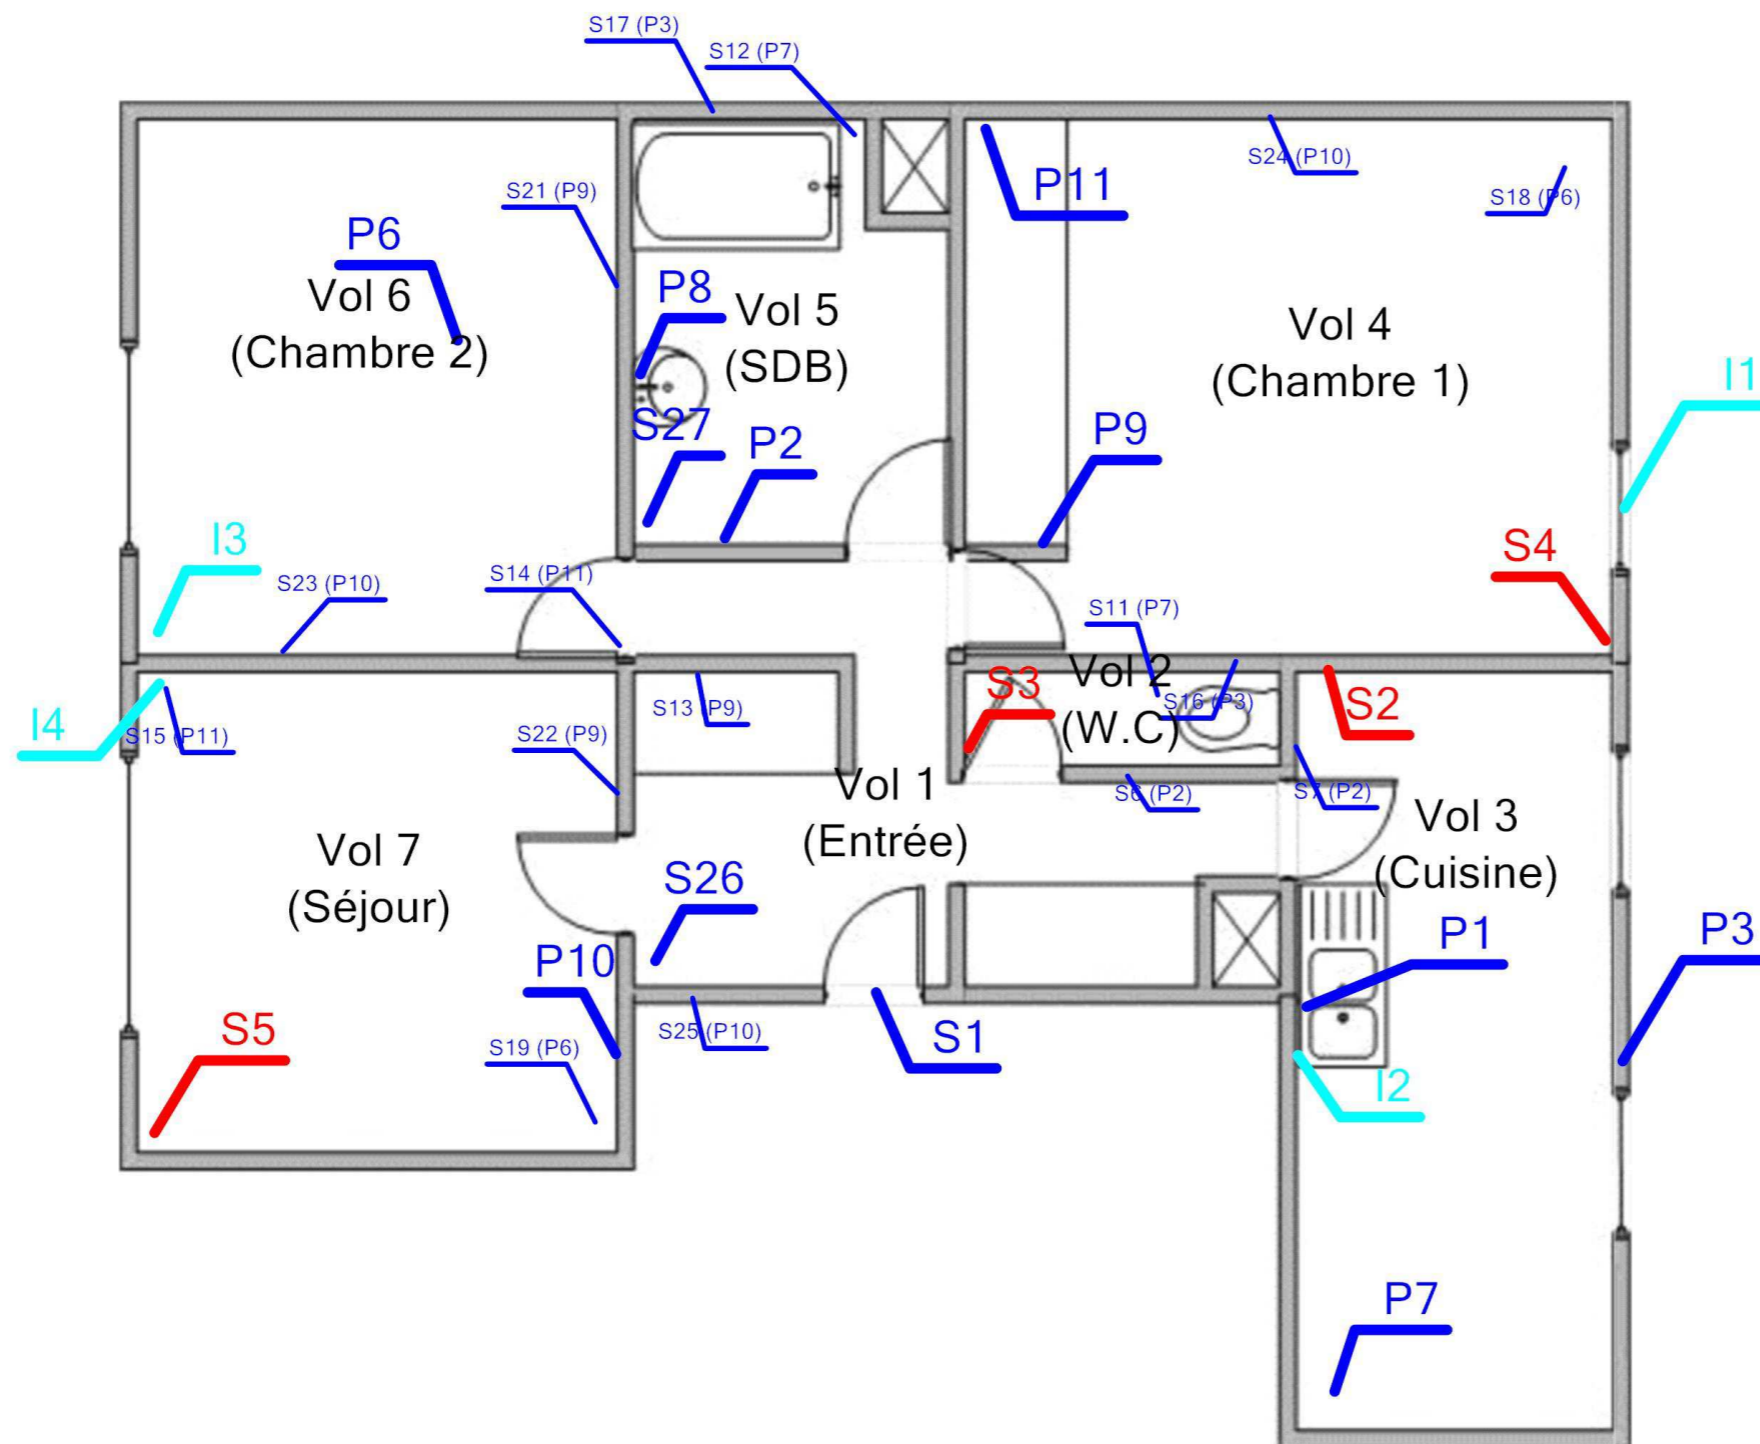 S17 (P3)
S12 (P7)
S24 (P10)
S18 (P6)
P11
S21 (P9)
P6
Vol 6
(Chambre 2)
P8
Vol 5
(SDB)
Vol 4
(Chambre 1)
I1
S27
P2
P9
I3
S4
S23 (P10)
S14 (P11)
S11 (P7)
Vol 2
(W.C)
S3
S16 (P3)
S2
I4
S15 (P11)
S22 (P9)
S13 (P9)
Vol 1
(Entrée)
S6 (P2)
S7 (P2)
Vol 3
(Cuisine)
Vol 7
(Séjour)
S26
P10
P1
P3
S5
S19 (P6)
S25 (P10)
S1
I2
P7